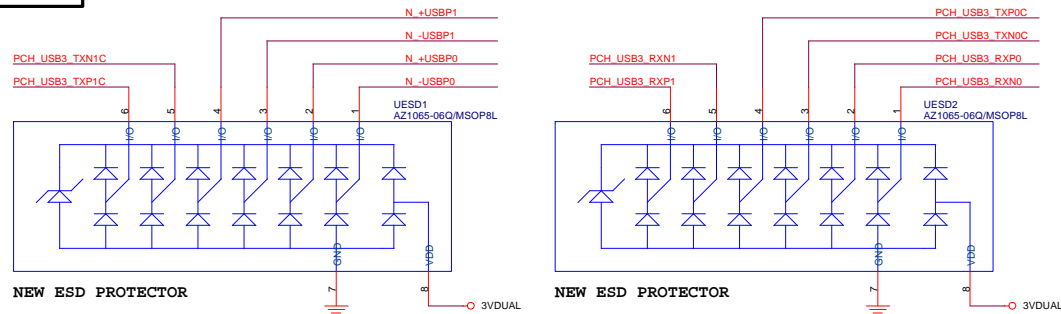 N_+USBP1
N_-USBP1
PCH_USB3_TXN1C
N_+USBP0
PCH_USB3_TXP1C
N_-USBP0
6
5
4
3
2
1
UESD1
AZ1065-06Q/MSOP8L
I/O
I/O
I/O
I/O
I/O
I/O
GND
VDD
NEW ESD PROTECTOR
7
8
3VDUAL
PCH_USB3_TXP0C
PCH_USB3_TXN0C
PCH_USB3_RXN1
PCH_USB3_RXP0
PCH_USB3_RXP1
PCH_USB3_RXN0
6
5
4
3
2
1
UESD2
AZ1065-06Q/MSOP8L
I/O
I/O
I/O
I/O
I/O
I/O
GND
VDD
NEW ESD PROTECTOR
7
8
3VDUAL